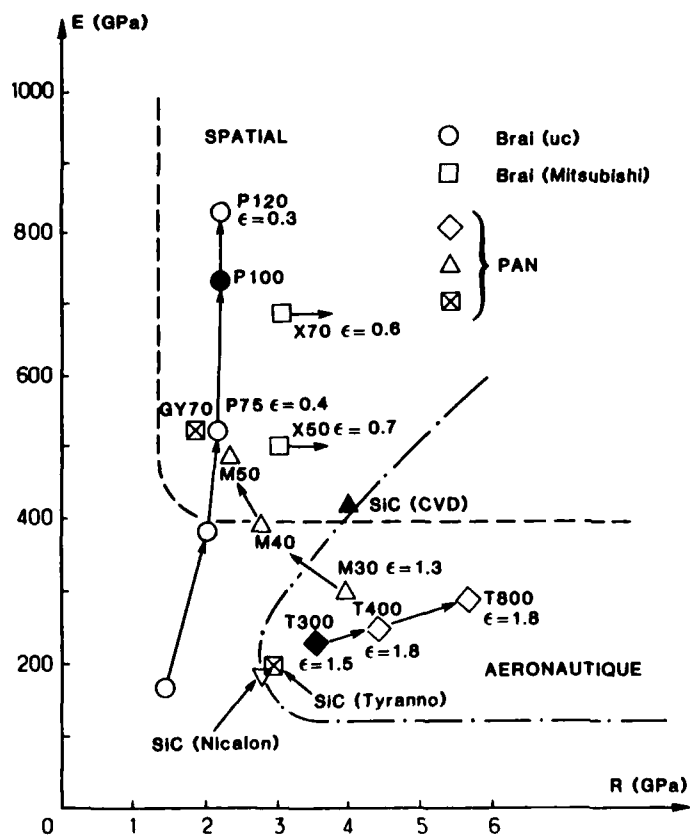 E (GPa)
1000
SPATIAL
Brai (uc)
Brai (Mitsubishi)
P120
ϵ=0.3
800
PAN
P100
X70 ϵ=0.6
600
GY70
P75 ϵ=0.4
X50 ϵ=0.7
M50
SiC (CVD)
400
M40
M30 ϵ=1.3
T300
T400
T800
ϵ=1.8
ϵ=1.5
ϵ=1.8
200
AERONAUTIQUE
SiC (Tyranno)
SiC (Nicalon)
R (GPa)
0 1 2 3 4 5 6